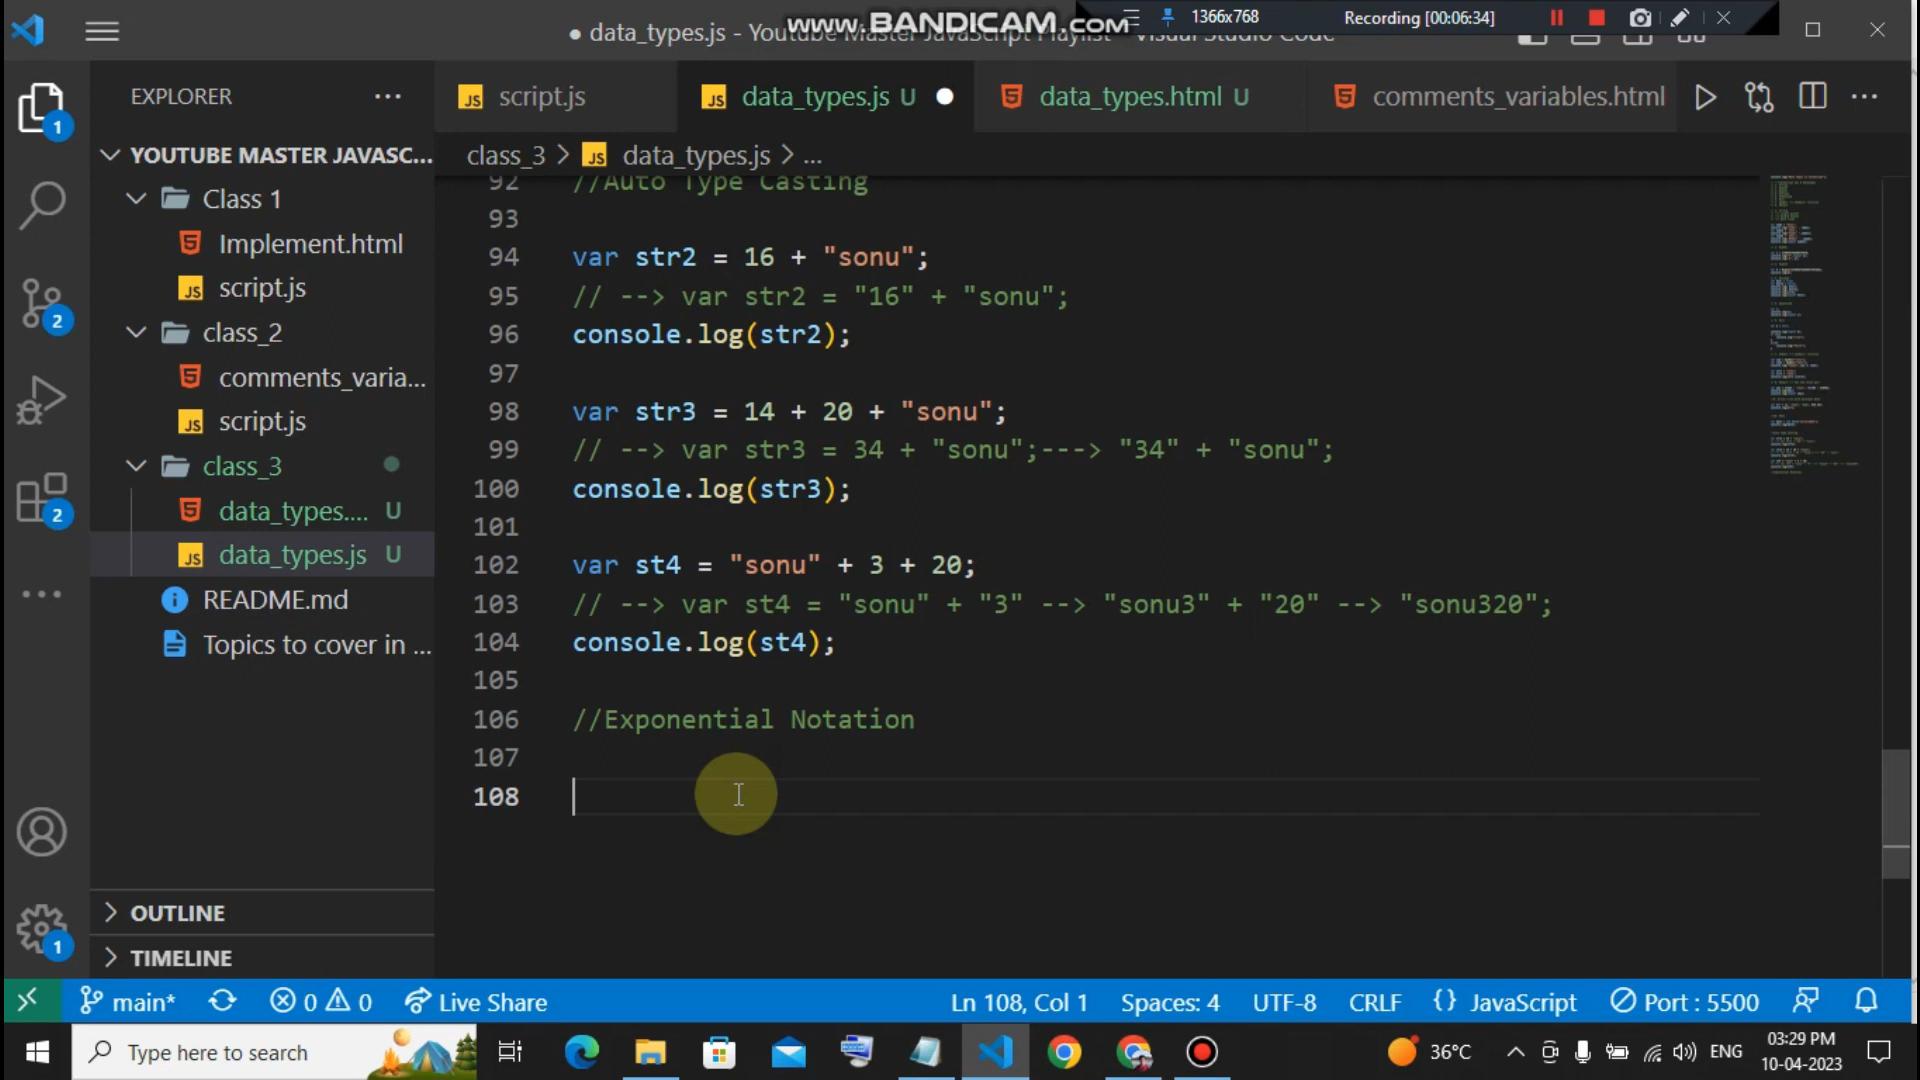 www.BANDICAM.com
1366x768
Recording [00:06:34]
data_types.js - Youtube Master JavaScript Playlist - Visual Studio Code
EXPLORER
script.js
data_types.js U
data_types.html U
comments_variables.html
YOUTUBE MASTER JAVASC...
class_3 > data_types.js > ...
Class 1
Implement.html
script.js
class_2
comments_varia...
script.js
class_3
data_types.... U
data_types.js U
README.md
Topics to cover in ...
OUTLINE
TIMELINE
92 //Auto Type Casting
93
94 var str2 = 16 + "sonu";
95 // --> var str2 = "16" + "sonu";
96 console.log(str2);
97
98 var str3 = 14 + 20 + "sonu";
99 // --> var str3 = 34 + "sonu";---> "34" + "sonu";
100 console.log(str3);
101
102 var st4 = "sonu" + 3 + 20;
103 // --> var st4 = "sonu" + "3" --> "sonu3" + "20" --> "sonu320";
104 console.log(st4);
105
106 //Exponential Notation
107
108
1
2
2
1
main*
0
0
Live Share
Ln 108, Col 1
Spaces: 4
UTF-8
CRLF
{} JavaScript
Port : 5500
Type here to search
36°C
ENG
03:29 PM
10-04-2023